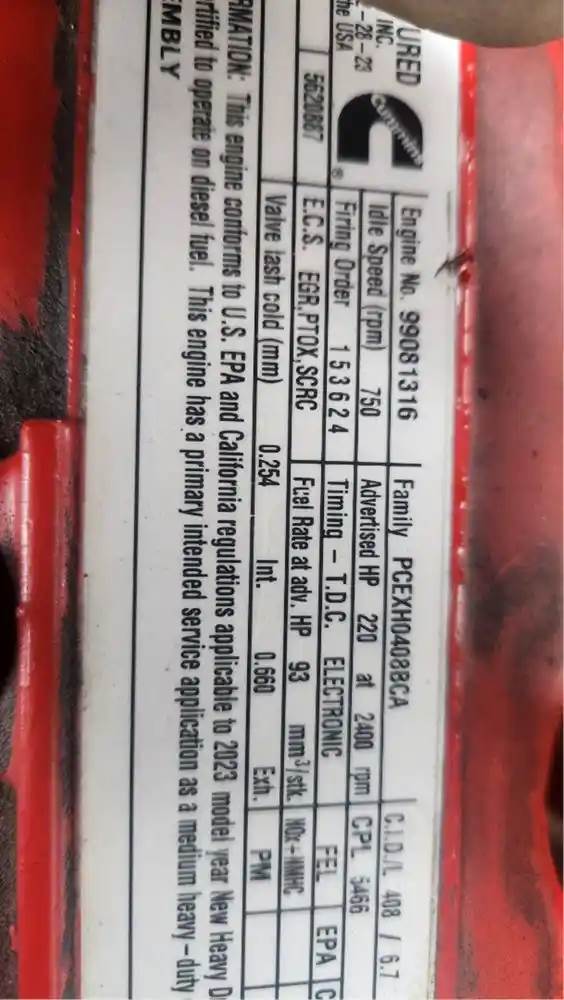 URED
INC.
-28-23
the USA
5620887
Cummins
®
Engine No. 99081316 Family PCEXH0408BCA C.I.D./L 408 / 6.7
Idle Speed (rpm) 750 Advertised HP 220 at 2400 rpm CPL 5466
Firing Order 1 5 3 6 2 4 Timing - T.D.C. ELECTRONIC FEL EPA C
E.C.S. EGR,PTOX,SCRC Fuel Rate at adv. HP 93 mm³/stk. NOx+NMHC
Valve lash cold (mm) 0.254 Int. 0.660 Exh. PM
RMATION: This engine conforms to U.S. EPA and California regulations applicable to 2023 model year New Heavy D
rtified to operate on diesel fuel. This engine has a primary intended service application as a medium heavy-duty
EMBLY